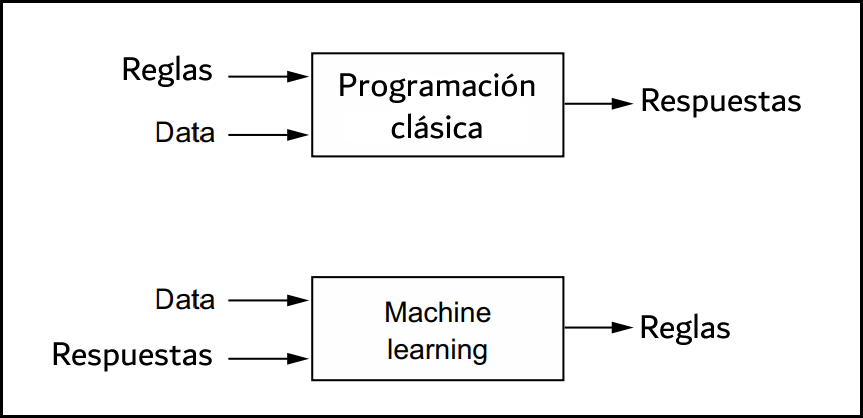 Reglas
Data
Programación
clásica
Respuestas
Data
Respuestas
Machine
learning
Reglas